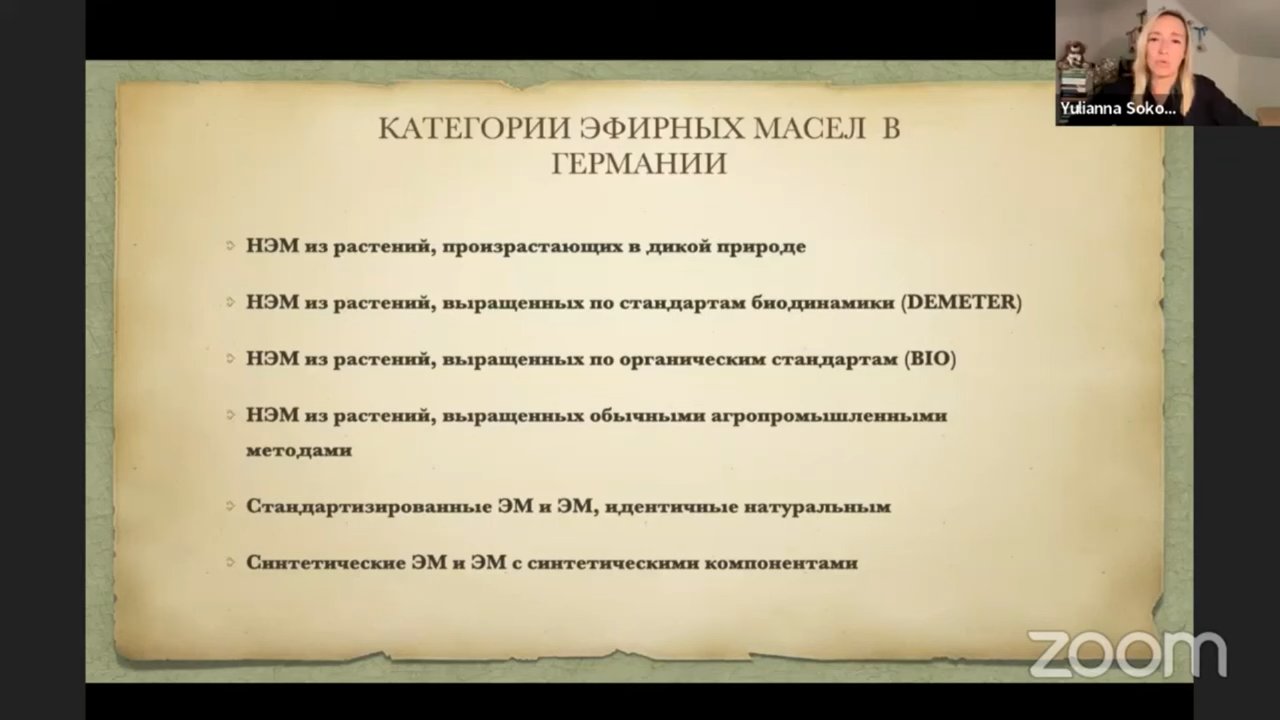 Yulianna Soko...
КАТЕГОРИИ ЭФИРНЫХ МАСЕЛ В
ГЕРМАНИИ
НЭМ из растений, произрастающих в дикой природе
НЭМ из растений, выращенных по стандартам биодинамики (DEMETER)
НЭМ из растений, выращенных по органическим стандартам (BIO)
НЭМ из растений, выращенных обычными агропромышленными
методами
Стандартизированные ЭМ и ЭМ, идентичные натуральным
Синтетические ЭМ и ЭМ с синтетическими компонентами
zoom